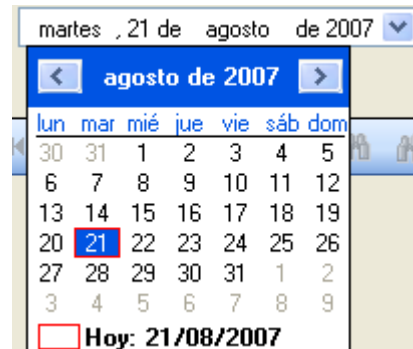 martes , 21 de agosto de 2007
agosto de 2007
lun mar mié jue vie sáb dom
30 31 1 2 3 4 5
6 7 8 9 10 11 12
13 14 15 16 17 18 19
20 21 22 23 24 25 26
27 28 29 30 31 1 2
3 4 5 6 7 8 9
Hoy: 21/08/2007